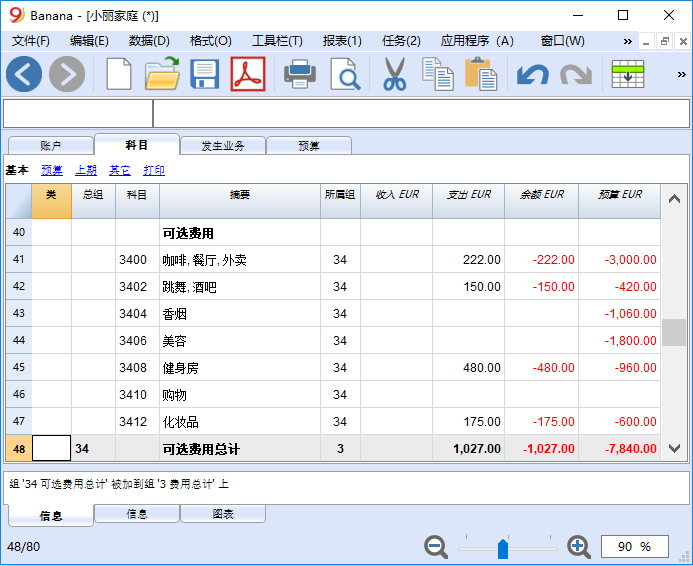 9 Banana - [小丽家庭 (*)]
文件(F) 编辑(E) 数据(D) 格式(O) 工具栏(T) 报表(1) 任务(2) 应用程序 (A) 窗口(W) »
»
账户 科目 发生业务 预算
基本 预算 上期 其它 打印
类 总组 科目 摘要 所属组 收入 EUR 支出 EUR 余额 EUR 预算 EUR
40 可选费用
41 3400 咖啡, 餐厅, 外卖 34 222.00 -222.00 -3,000.00
42 3402 跳舞, 酒吧 34 150.00 -150.00 -420.00
43 3404 香烟 34 -1,060.00
44 3406 美容 34 -1,800.00
45 3408 健身房 34 480.00 -480.00 -960.00
46 3410 购物 34
47 3412 化妆品 34 175.00 -175.00 -600.00
48 34 可选费用总计 3 1,027.00 -1,027.00 -7,840.00
组 '34 可选费用总计' 被加到组 '3 费用总计' 上
信息 信息 图表
48/80 90 %